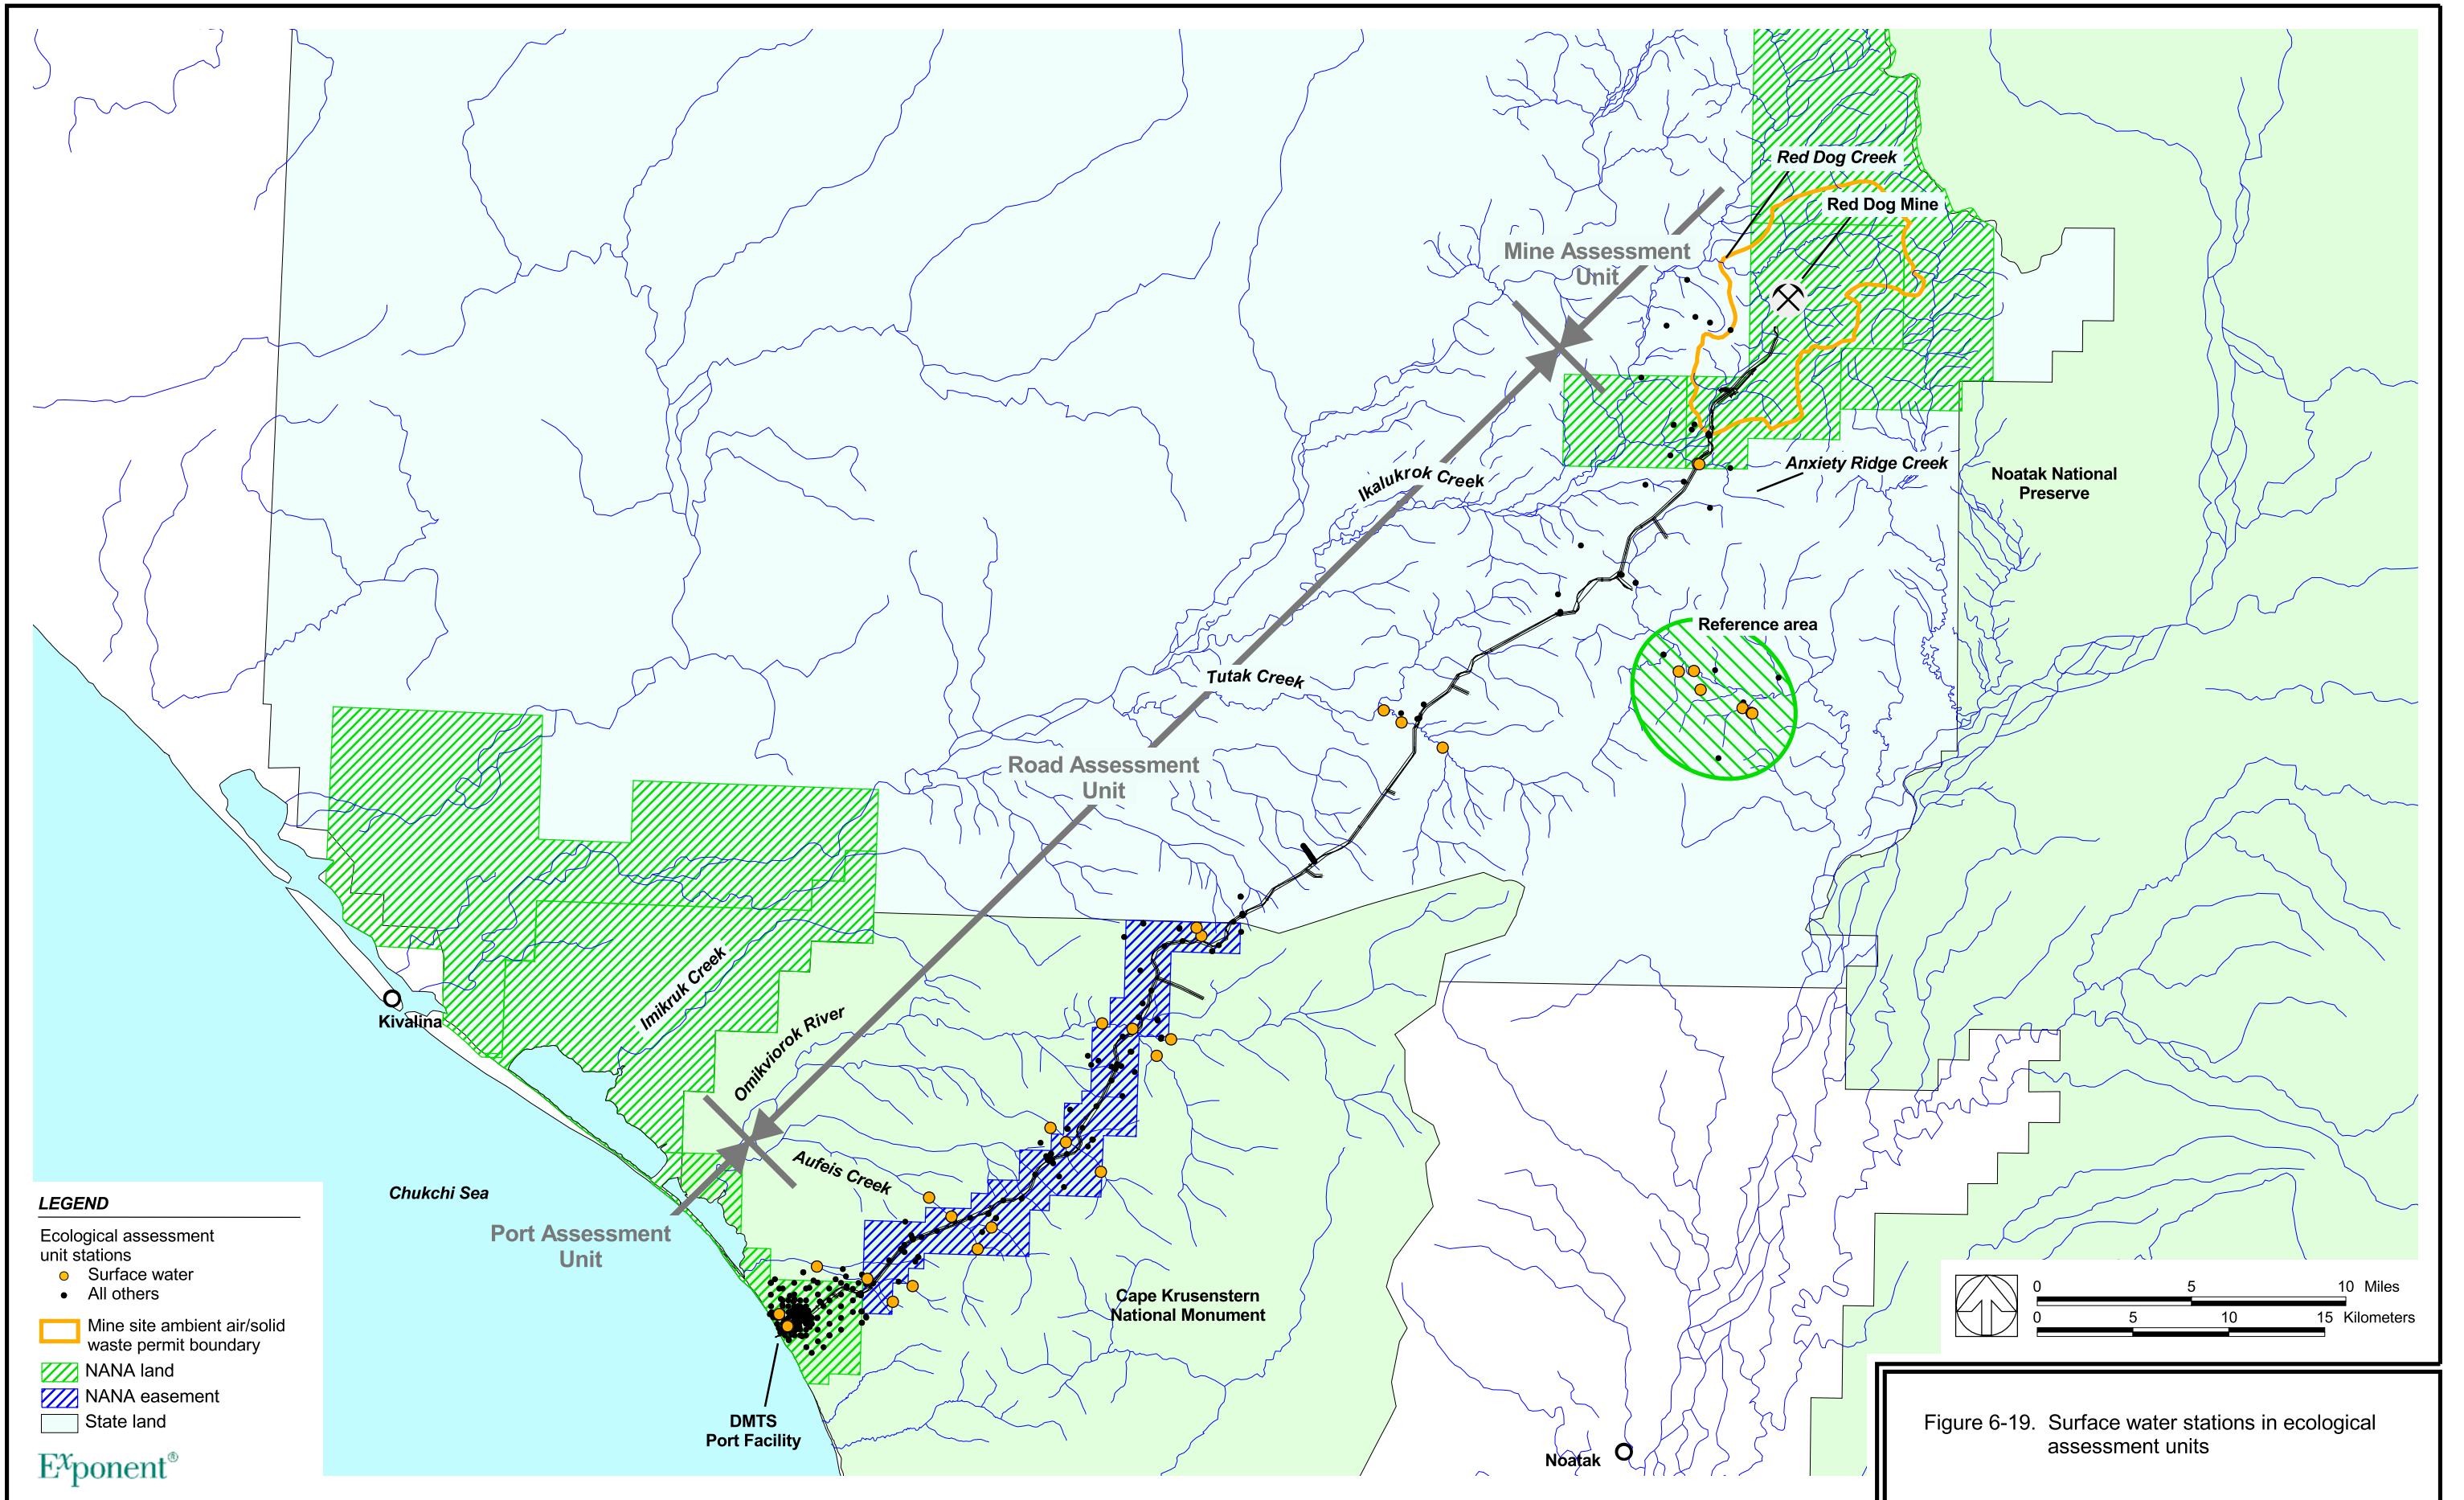 Red Dog Creek
Red Dog Mine
Mine Assessment
Unit
Ikalukrok Creek
Anxiety Ridge Creek
Noatak National
Preserve
Reference area
Tutak Creek
Road Assessment
Unit
Imikruk Creek
Kivalina
Omikviorok River
Aufeis Creek
Chukchi Sea
Port Assessment
Unit
Cape Krusenstern
National Monument
DMTS
Port Facility
Noatak
LEGEND
Ecological assessment
unit stations
Surface water
All others
Mine site ambient air/solid
waste permit boundary
NANA land
NANA easement
State land
Exponent®
0 5 10 Miles
0 5 10 15 Kilometers
Figure 6-19. Surface water stations in ecological
assessment units